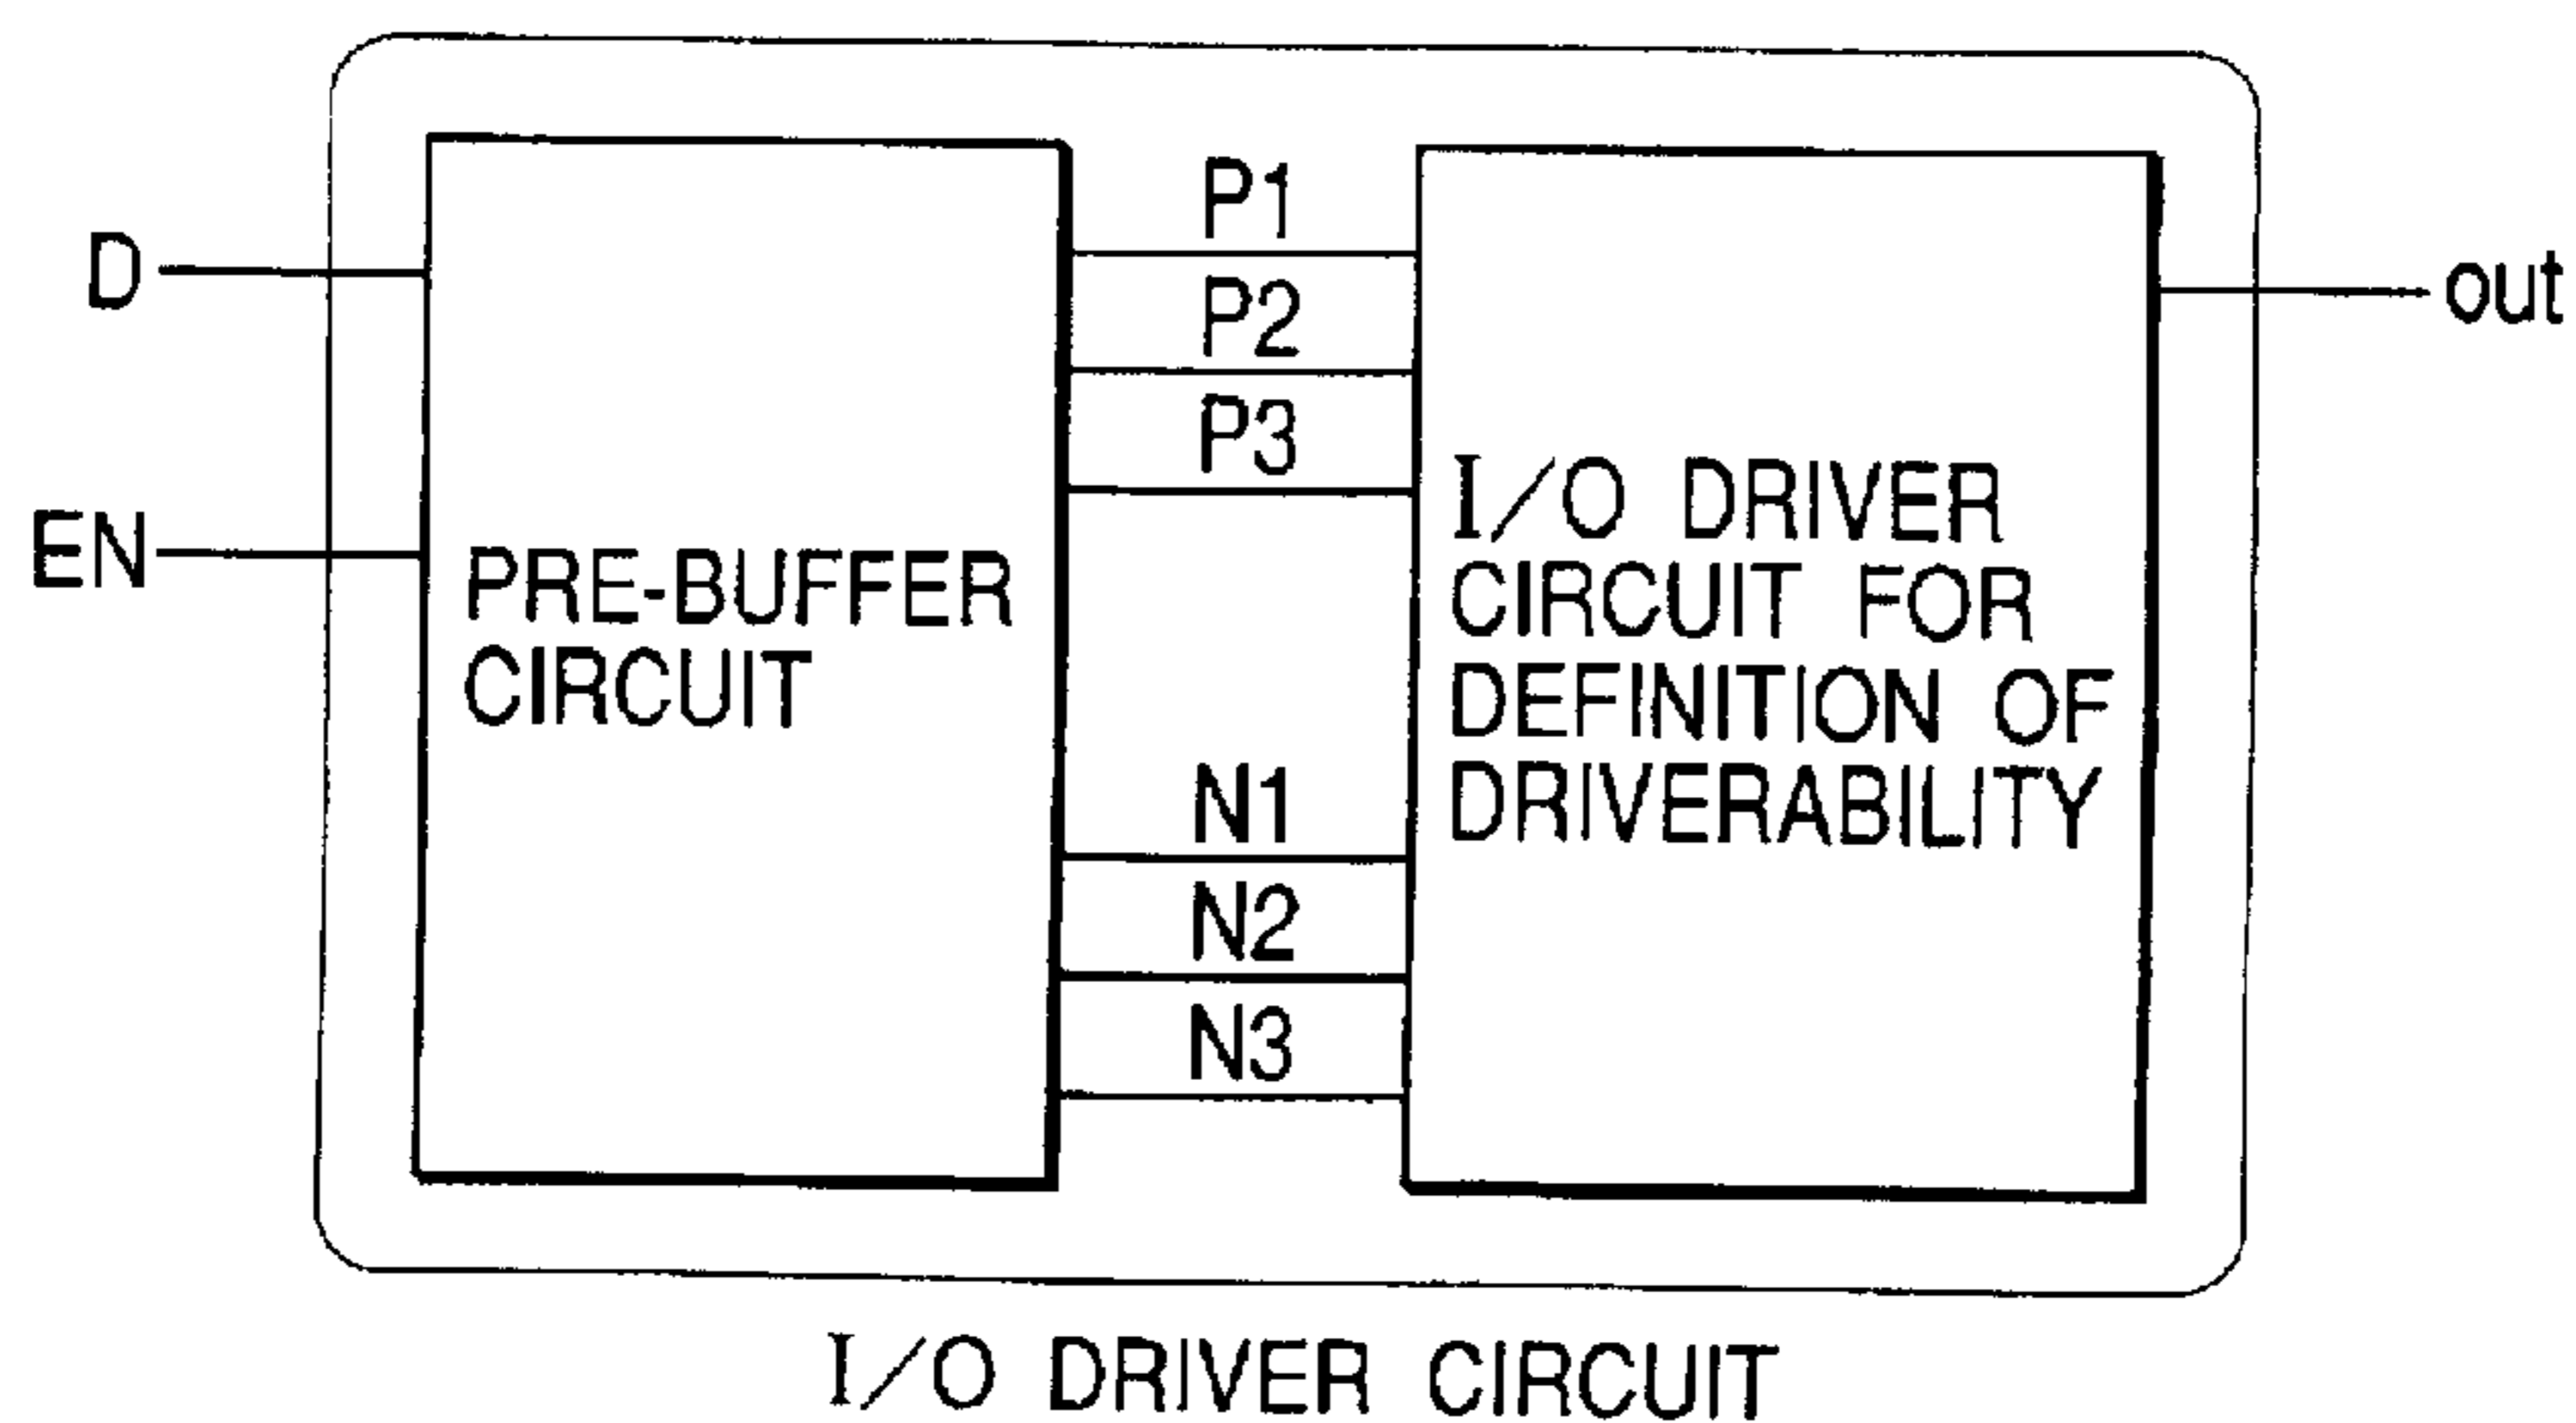 D
EN
PRE-BUFFER
CIRCUIT
P1
P2
P3
N1
N2
N3
I/O DRIVER
CIRCUIT FOR
DEFINITION OF
DRIVERABILITY
out
I/O DRIVER CIRCUIT